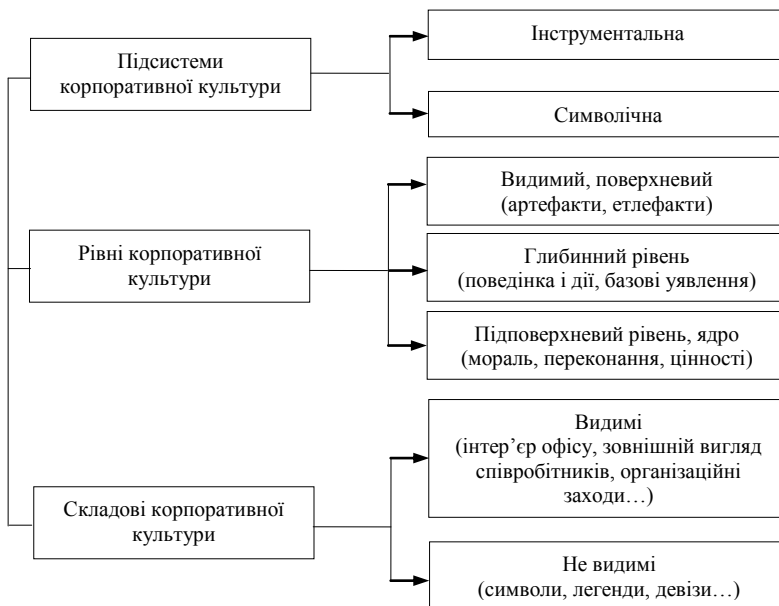 Підсистеми
корпоративної культури
Інструментальна
Символічна
Рівні корпоративної
культури
Видимий, поверхневий
(артефакти, етлефакти)
Глибинний рівень
(поведінка і дії, базові уявлення)
Підповерхневий рівень, ядро
(мораль, переконання, цінності)
Складові корпоративної
культури
Видимі
(інтер’єр офісу, зовнішній вигляд
співробітників, організаційні
заходи…)
Не видимі
(символи, легенди, девізи…)